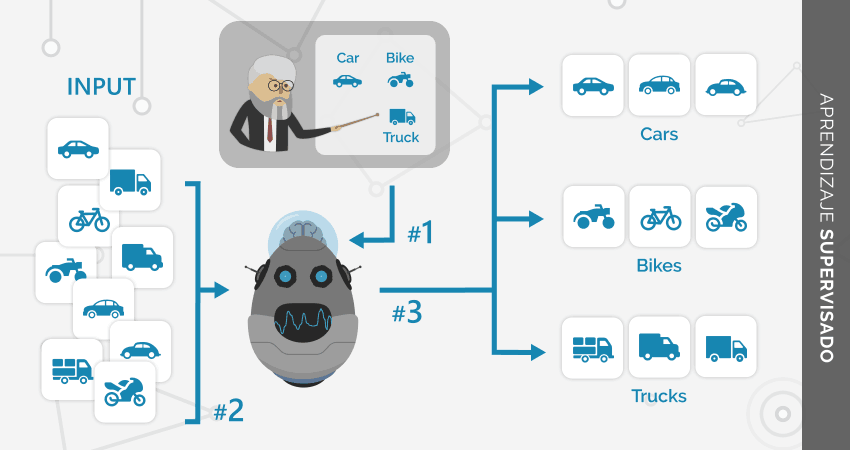 INPUT
Car
Bike
Truck
#1
#2
#3
Cars
Bikes
Trucks
APRENDIZAJE SUPERVISADO